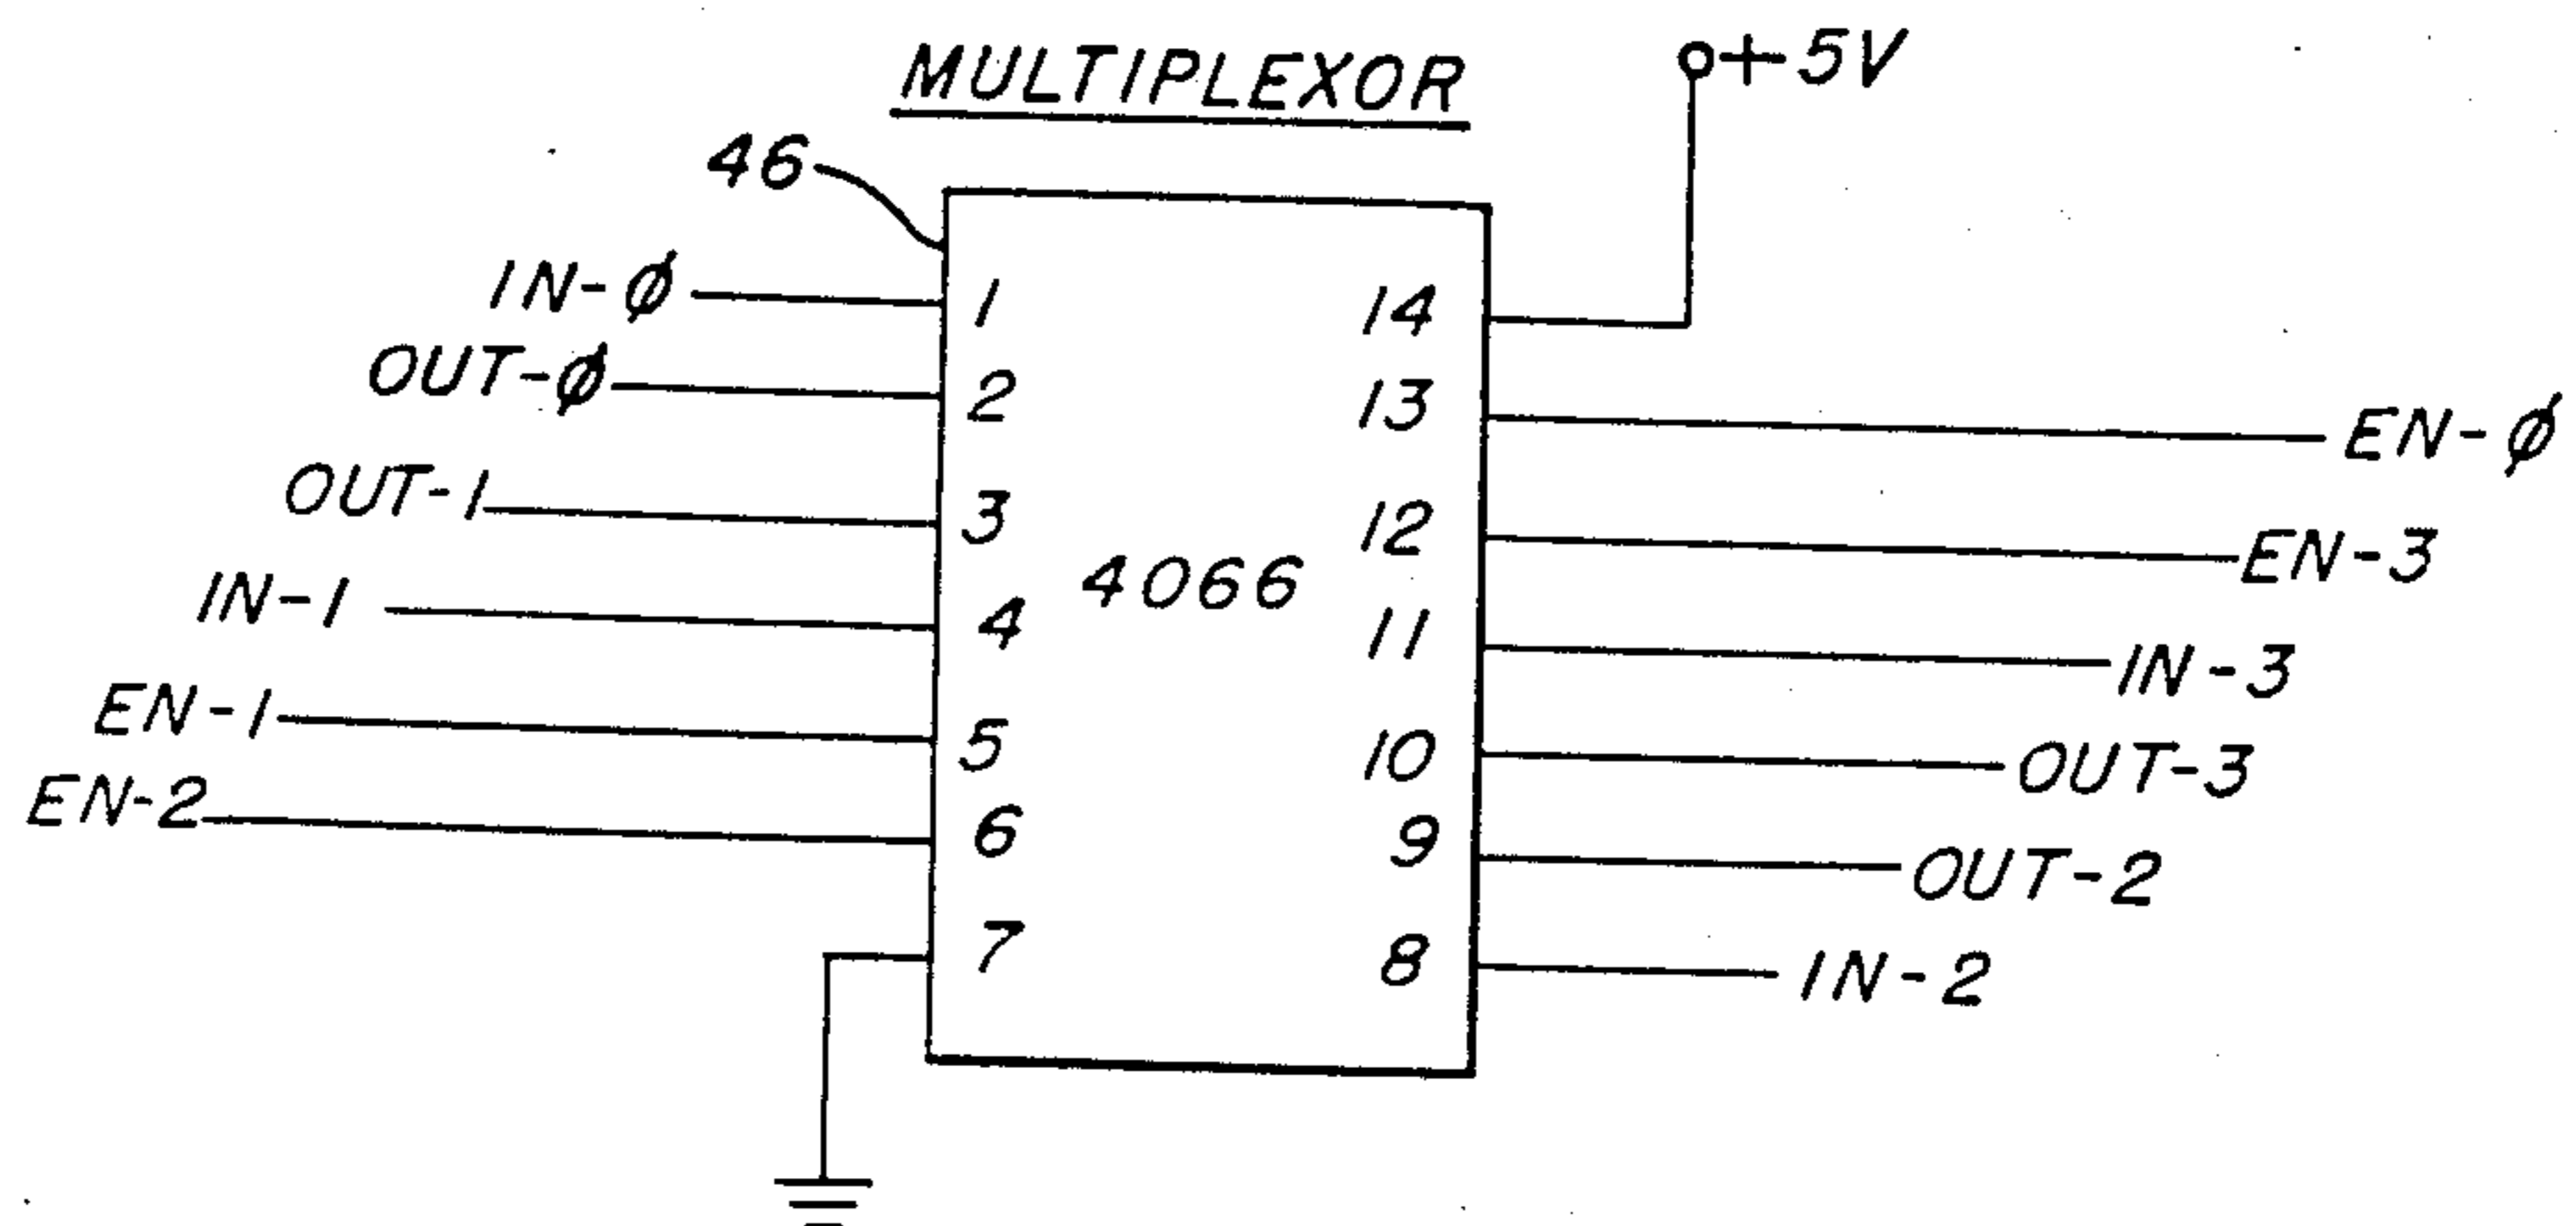 MULTIPLEXOR
+5V
46
IN-Ø
1
14
OUT-Ø
2
13
EN-Ø
OUT-1
3
12
EN-3
IN-1
4
4066
11
IN-3
EN-1
5
10
OUT-3
EN-2
6
9
OUT-2
7
8
IN-2